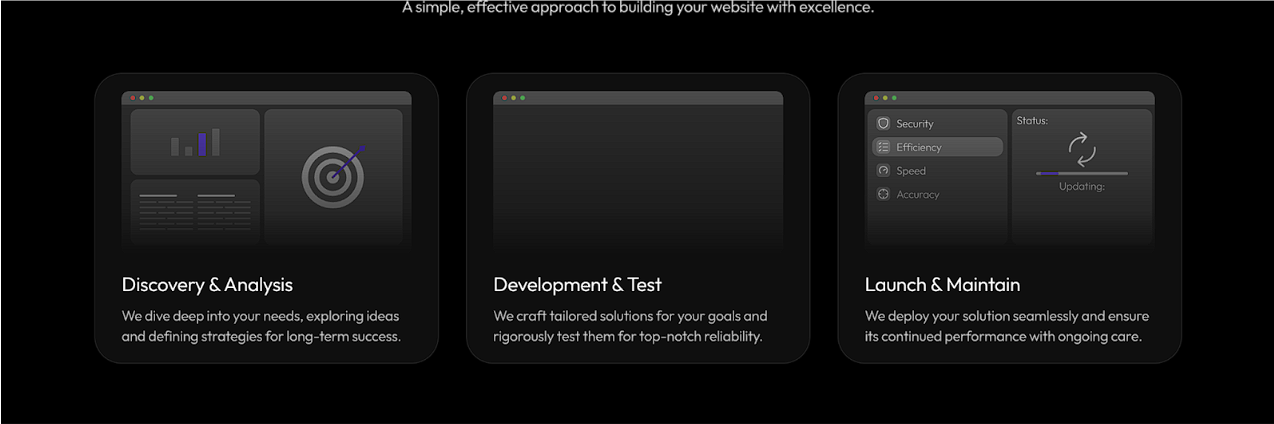 A simple, effective approach to building your website with excellence.
Discovery & Analysis
We dive deep into your needs, exploring ideas
and defining strategies for long-term success.
Development & Test
We craft tailored solutions for your goals and
rigorously test them for top-notch reliability.
Security
Efficiency
Speed
Accuracy
Status:
Updating:
Launch & Maintain
We deploy your solution seamlessly and ensure
its continued performance with ongoing care.